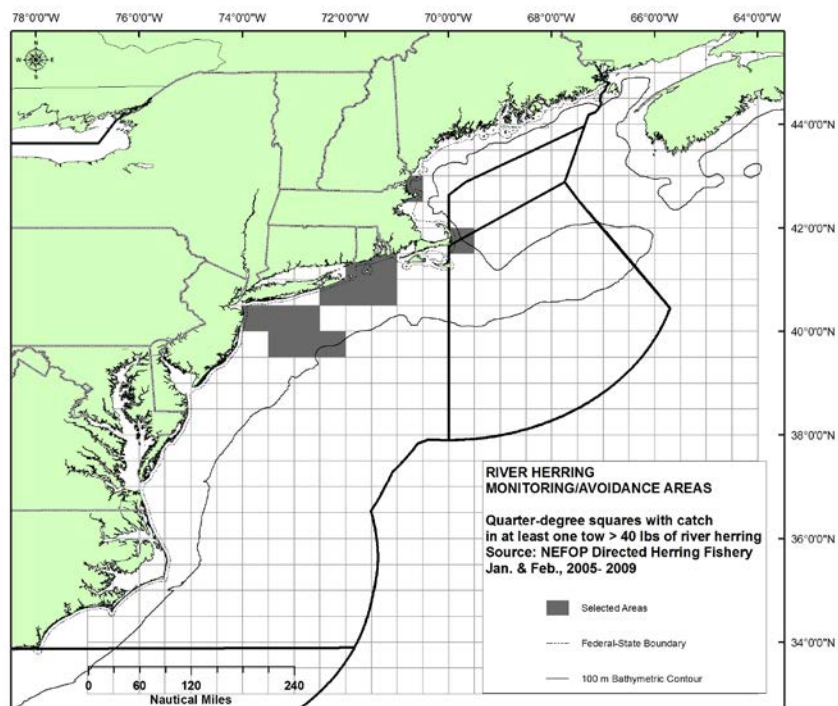 78°0'0"W 76°0'0"W 74°0'0"W 72°0'0"W 70°0'0"W 68°0'0"W 66°0'0"W 64°0'0"W
N
W E
S
44°0'0"N
42°0'0"N
40°0'0"N
38°0'0"N
36°0'0"N
34°0'0"N
RIVER HERRING
MONITORING/AVOIDANCE AREAS
Quarter-degree squares with catch
in at least one tow > 40 lbs of river herring
Source: NEFOP Directed Herring Fishery
Jan. & Feb., 2005- 2009
Selected Areas
Federal-State Boundary
100 m Bathymetric Contour
0 60 120 240
Nautical Miles